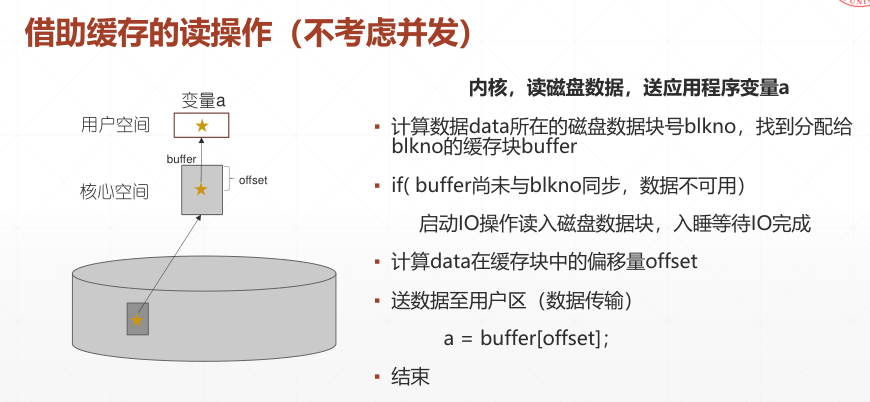 借助缓存的读操作（不考虑并发）
变量a
用户空间
buffer
offset
核心空间
内核，读磁盘数据，送应用程序变量a
▪ 计算数据data所在的磁盘数据块号blkno，找到分配给
blkno的缓存块buffer
▪ if( buffer尚未与blkno同步，数据不可用)
启动IO操作读入磁盘数据块，入睡等待IO完成
▪ 计算data在缓存块中的偏移量offset
▪ 送数据至用户区（数据传输）
a = buffer[offset];
▪ 结束